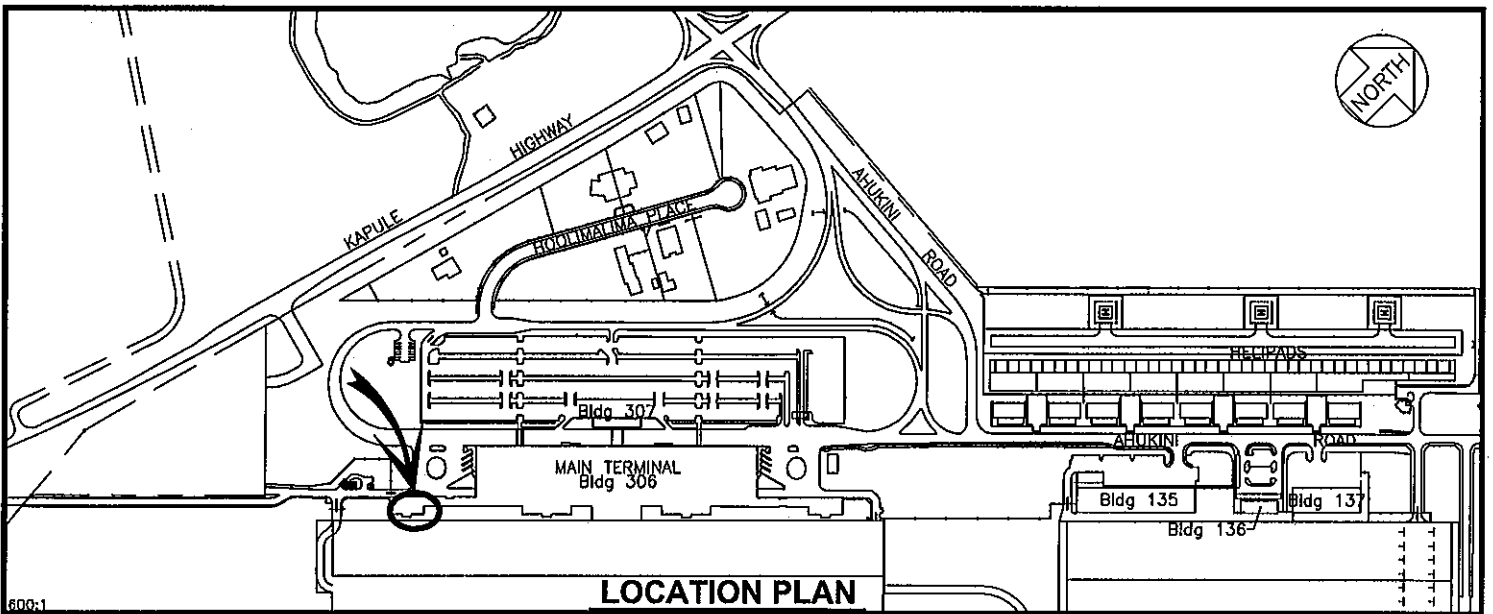 NORTH
HIGHWAY
KAPULE
HOOLIMALIMA PLACE
AHUKINI
ROAD
HELIPADS
Bldg 307
MAIN TERMINAL
Bldg 306
AHUKINI
ROAD
Bldg 135
Bldg 137
Bldg 136
LOCATION PLAN
600:1